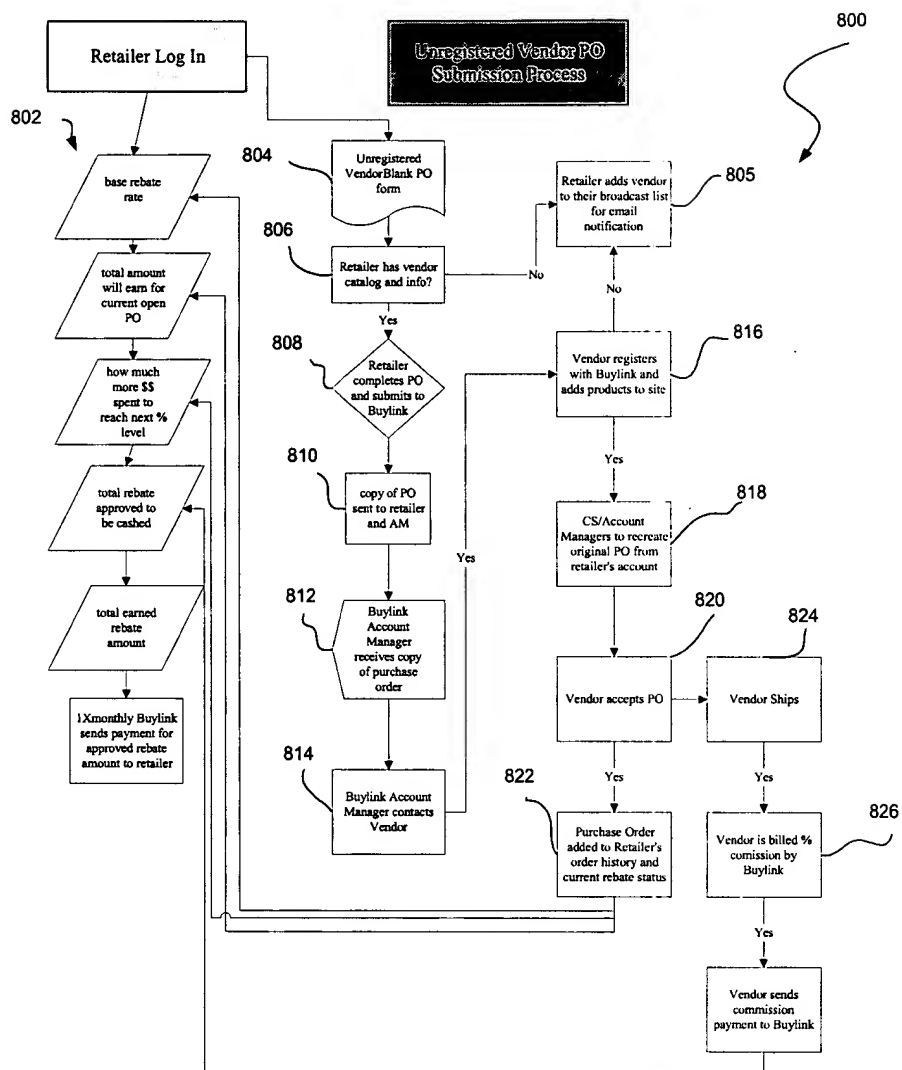 800
Retailer Log In
Unregistered Vendor PO
Submission Process
802
804
Unregistered
VendorBlank PO
form
805
Retailer adds vendor
to their broadcast list
for email
notification
base rebate
rate
806
Retailer has vendor
catalog and info?
No
No
total amount
will earn for
current open
PO
Yes
808
Retailer
completes PO
and submits to
Buylink
816
Vendor registers
with Buylink and
adds products to site
how much
more $$
spent to
reach next %
level
Yes
810
copy of PO
sent to retailer
and AM
total rebate
approved to
be cashed
818
CS/Account
Managers to recreate
original PO from
retailer's account
Yes
812
Buylink
Account
Manager
receives copy
of purchase
order
total earned
rebate
amount
820
824
Vendor accepts PO
Vendor Ships
1Xmonthly Buylink
sends payment for
approved rebate
amount to retailer
814
Buylink Account
Manager contacts
Vendor
Yes
Yes
822
Purchase Order
added to Retailer's
order history and
current rebate status
826
Vendor is billed %
comission by
Buylink
Yes
Vendor sends
commission
payment to Buylink